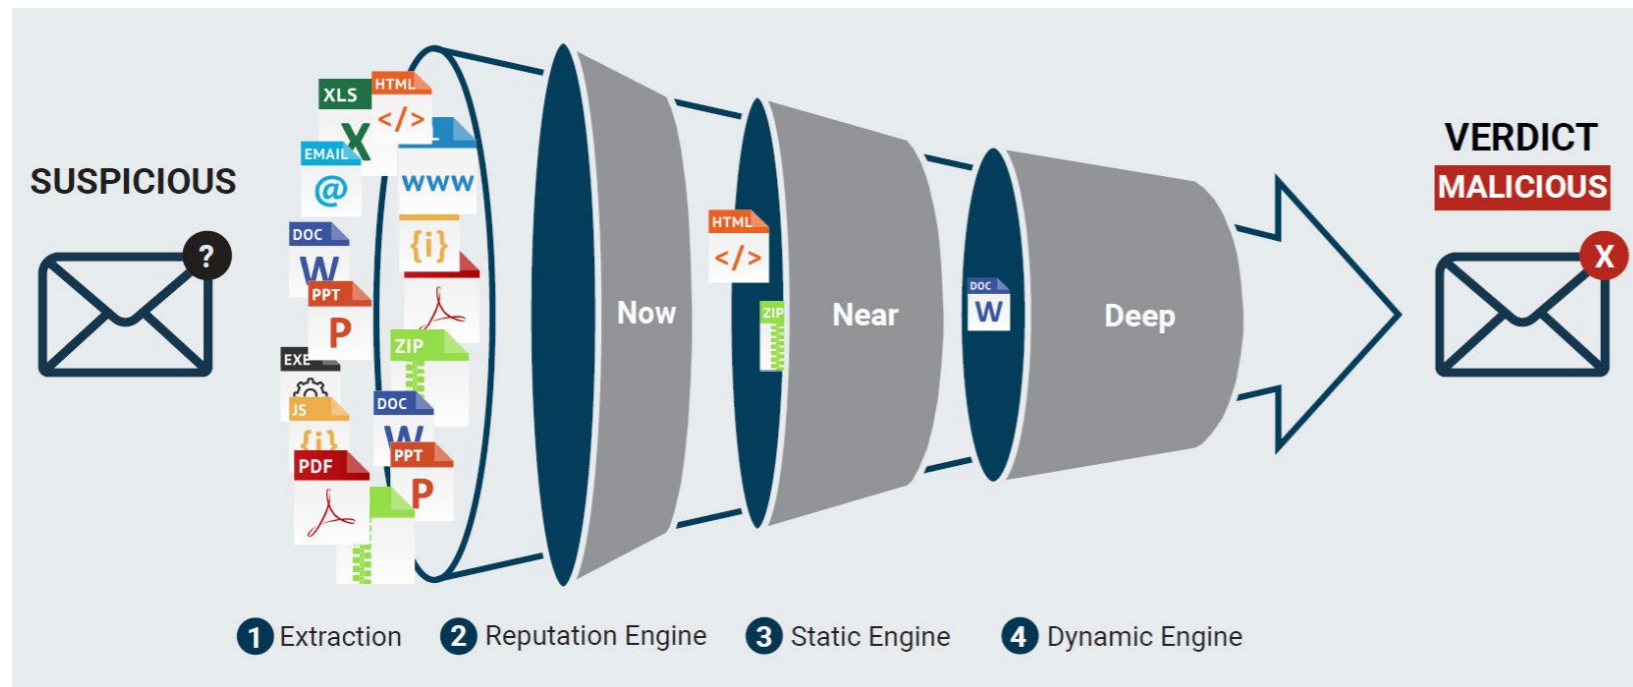 SUSPICIOUS
?
XLS
X
HTML
</>
L
www
EMAIL
@
{i}
DOC
W
PPT
P
ZIP
EXE
JS
{i}
DOC
W
PDF
PPT
P
Now
HTML
</>
ZIP
Near
DOC
W
Deep
VERDICT
MALICIOUS
X
1 Extraction
2 Reputation Engine
3 Static Engine
4 Dynamic Engine